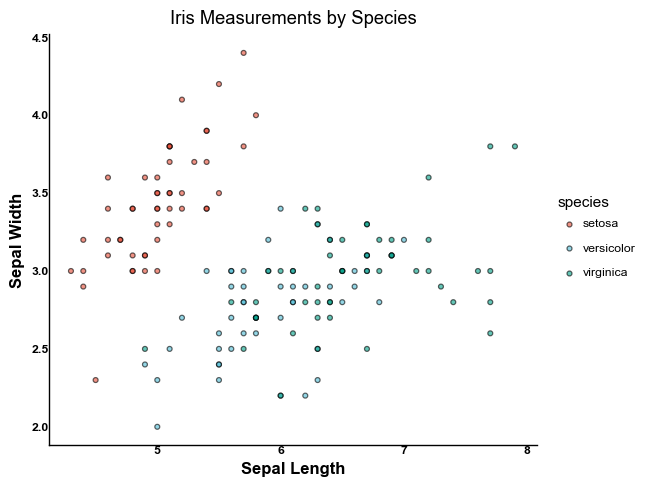 Iris Measurements by Species
4.5
4.0
3.5
3.0
2.5
2.0
Sepal Width
5 6 7 8
Sepal Length
species
setosa
versicolor
virginica